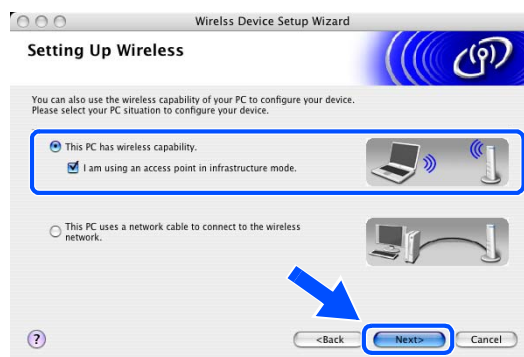 Wirelss Device Setup Wizard
Setting Up Wireless
You can also use the wireless capability of your PC to configure your device.
Please select your PC situation to configure your device.
This PC has wireless capability.
I am using an access point in infrastructure mode.
This PC uses a network cable to connect to the wireless
network.
?
<Back
Next>
Cancel